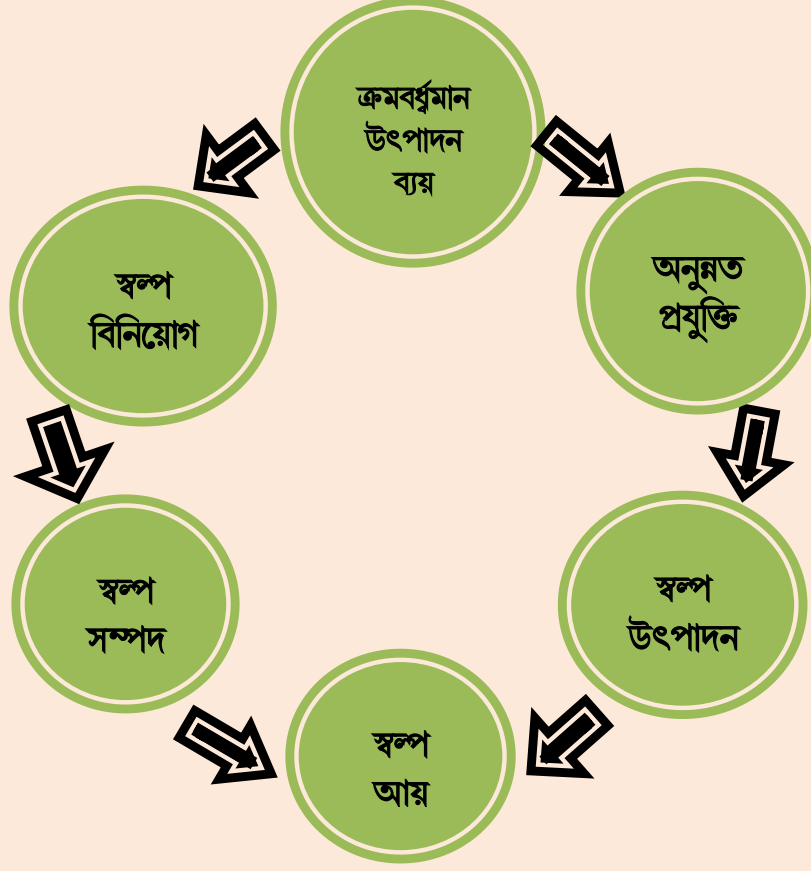 ক্রমবর্ধমান
উৎপাদন
ব্যয়
স্বল্প
বিনিয়োগ
অনুন্নত
প্রযুক্তি
স্বল্প
সম্পদ
স্বল্প
উৎপাদন
স্বল্প
আয়